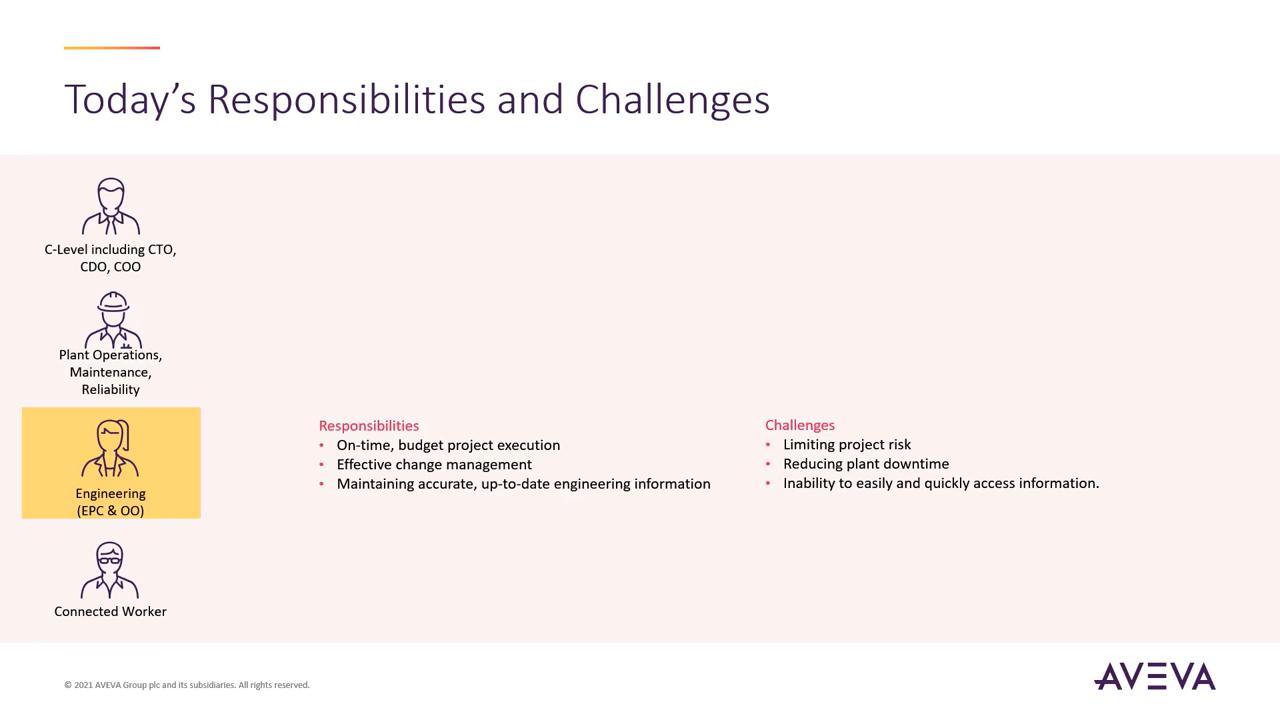 Today's Responsibilities and Challenges
C-Level including CTO,
CDO, COO
Plant Operations,
Maintenance,
Reliability
Engineering
(EPC & OO)
Responsibilities
• On-time, budget project execution
• Effective change management
• Maintaining accurate, up-to-date engineering information
Challenges
• Limiting project risk
• Reducing plant downtime
• Inability to easily and quickly access information.
Connected Worker
© 2021 AVEVA Group plc and its subsidiaries. All rights reserved.
AVEVA